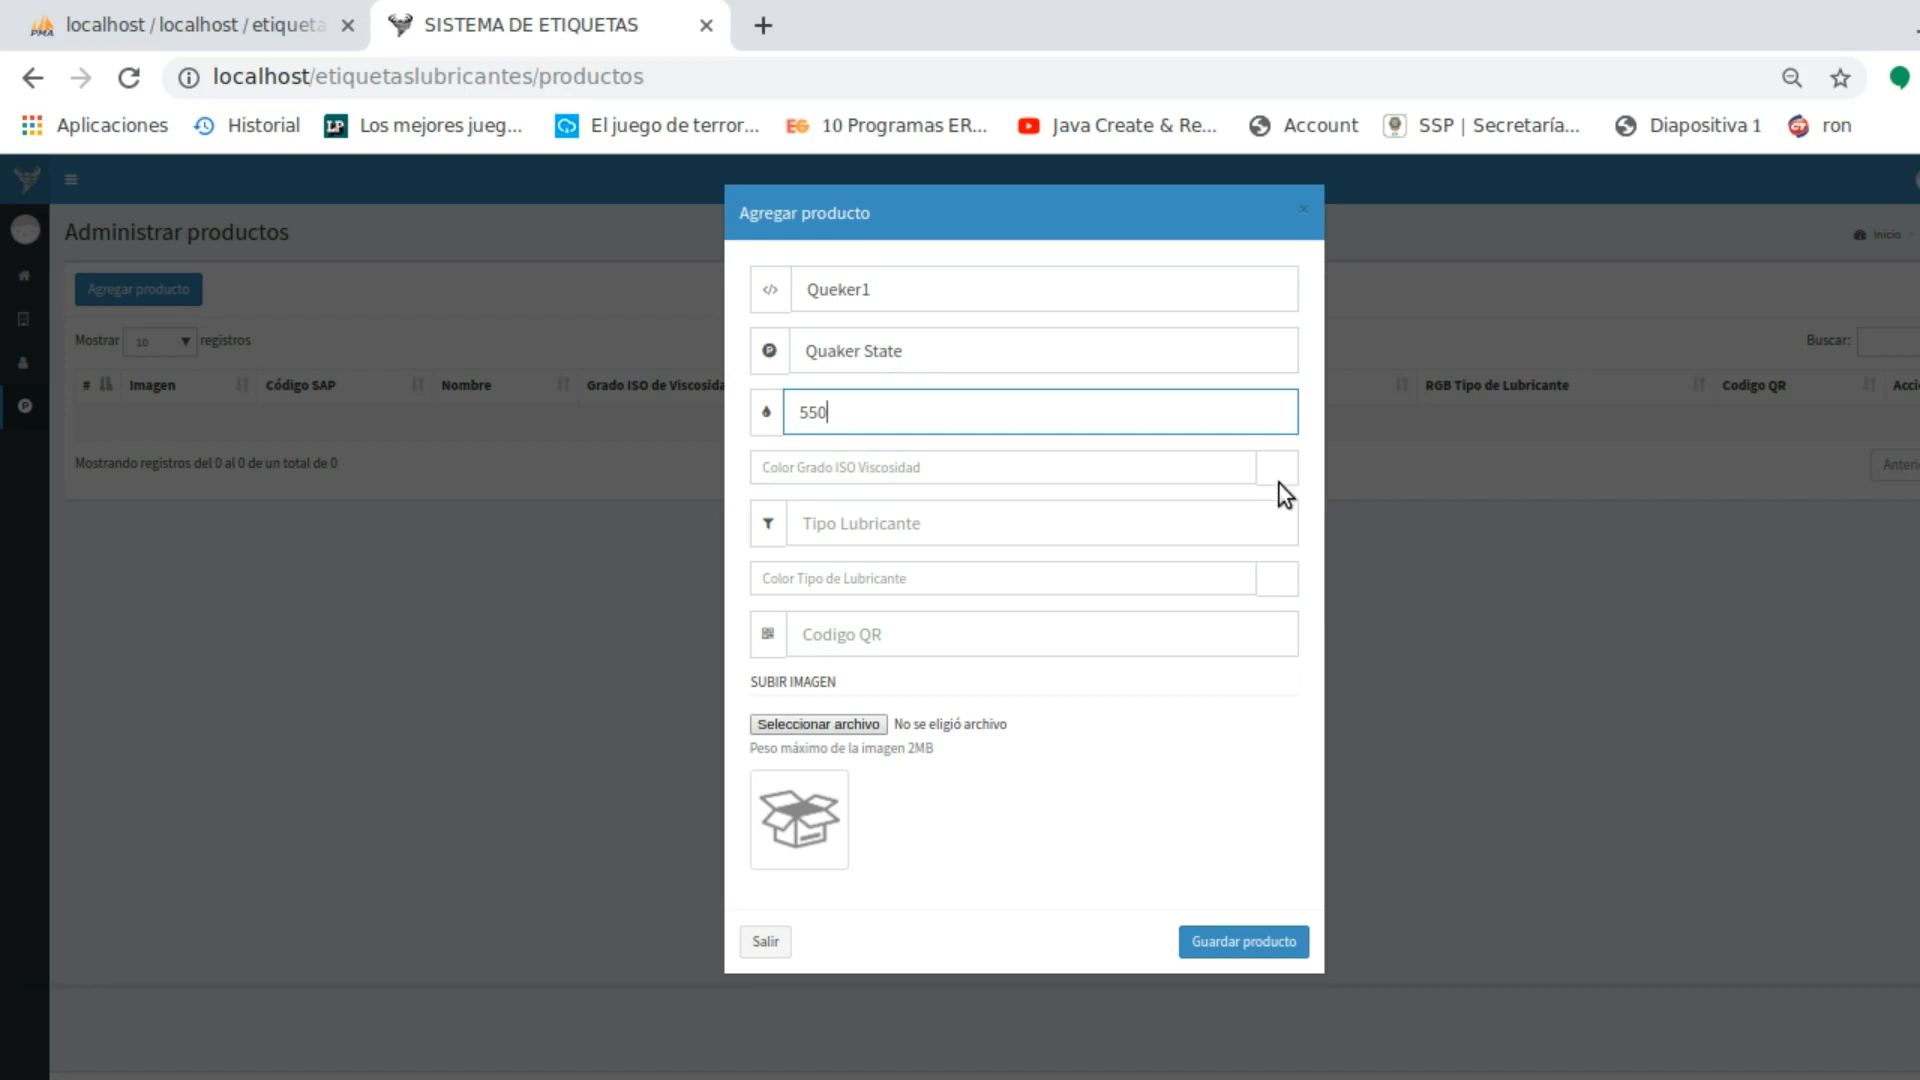 localhost / localhost / etiqueta
SISTEMA DE ETIQUETAS
localhost/etiquetaslubricantes/productos
Aplicaciones
Historial
LP
Los mejores jueg...
El juego de terror...
EG
10 Programas ER...
Java Create & Re...
Account
SSP | Secretaría...
Diapositiva 1
ron
Administrar productos
Inicio
Agregar producto
Mostrar 10 registros
Buscar:
# Imagen Código SAP Nombre Grado ISO de Viscosida
RGB Tipo de Lubricante Codigo QR Acci
Mostrando registros del 0 al 0 de un total de 0
Anteri
Agregar producto
×
Queker1
Quaker State
550
Color Grado ISO Viscosidad
Tipo Lubricante
Color Tipo de Lubricante
Codigo QR
SUBIR IMAGEN
Seleccionar archivo No se eligió archivo
Peso máximo de la imagen 2MB
Salir
Guardar producto